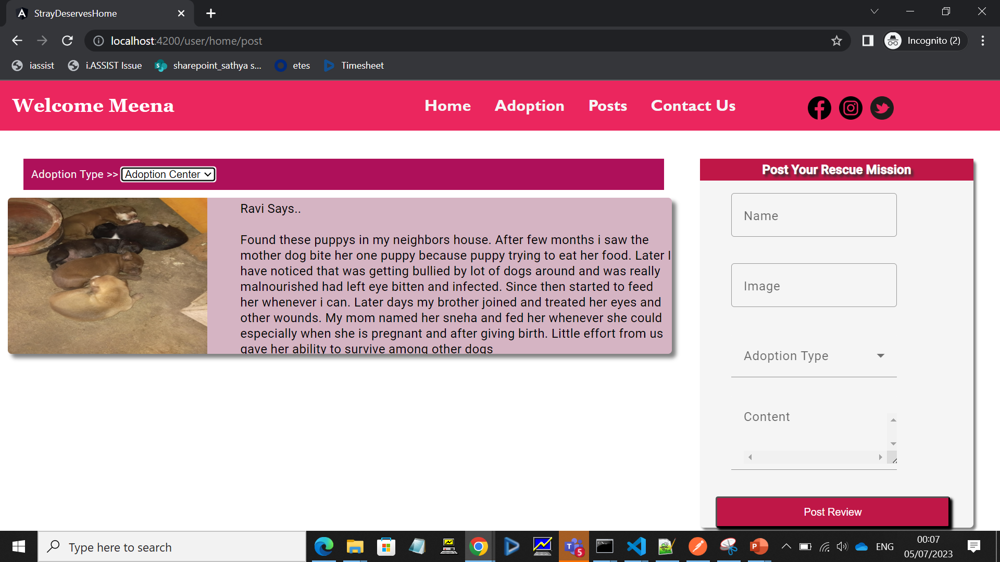 StrayDeservesHome
localhost:4200/user/home/post
Incognito (2)
iassist
i.ASSIST Issue
sharepoint_sathya s...
etes
Timesheet
Welcome Meena
Home
Adoption
Posts
Contact Us
Adoption Type >> Adoption Center
Ravi Says..
Found these puppys in my neighbors house. After few months i saw the
mother dog bite her one puppy because puppy trying to eat her food. Later I
have noticed that was getting bullied by lot of dogs around and was really
malnourished had left eye bitten and infected. Since then started to feed
her whenever i can. Later days my brother joined and treated her eyes and
other wounds. My mom named her sneha and fed her whenever she could
especially when she is pregnant and after giving birth. Little effort from us
gave her ability to survive among other dogs
Post Your Rescue Mission
Name
Image
Adoption Type
Content
Post Review
Type here to search
5
ENG
00:07
05/07/2023